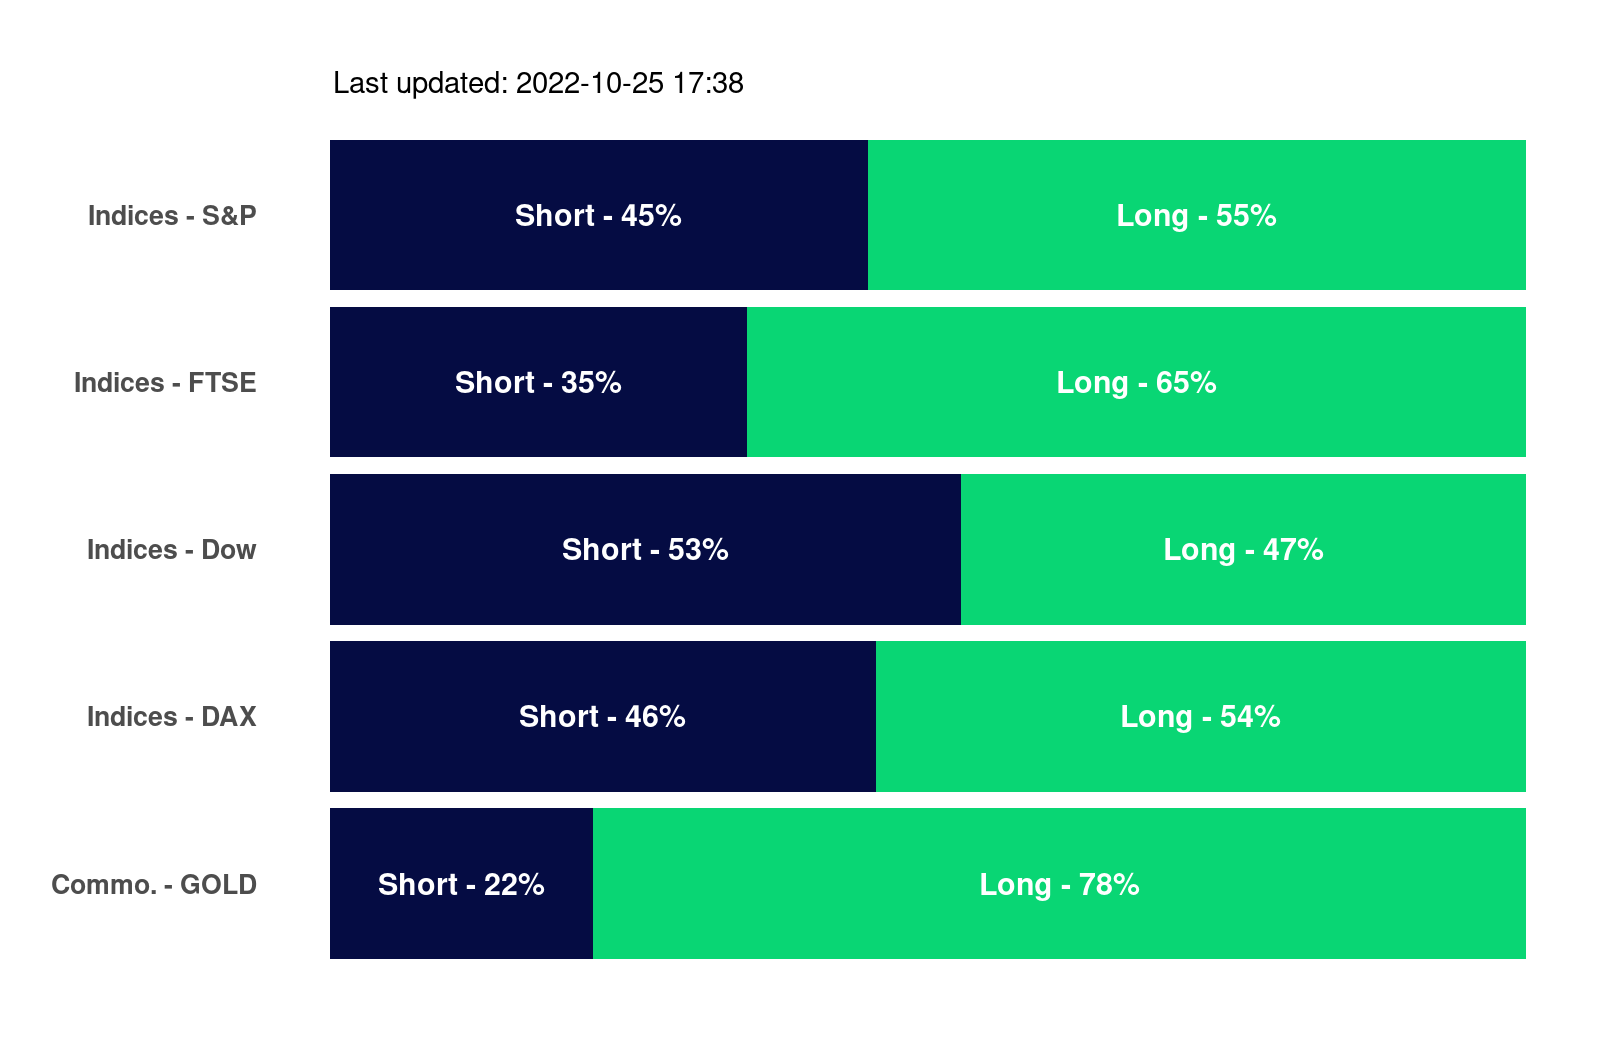 Last updated: 2022-10-25 17:38
Indices - S&P
Short - 45%
Long - 55%
Indices - FTSE
Short - 35%
Long - 65%
Indices - Dow
Short - 53%
Long - 47%
Indices - DAX
Short - 46%
Long - 54%
Commo. - GOLD
Short - 22%
Long - 78%